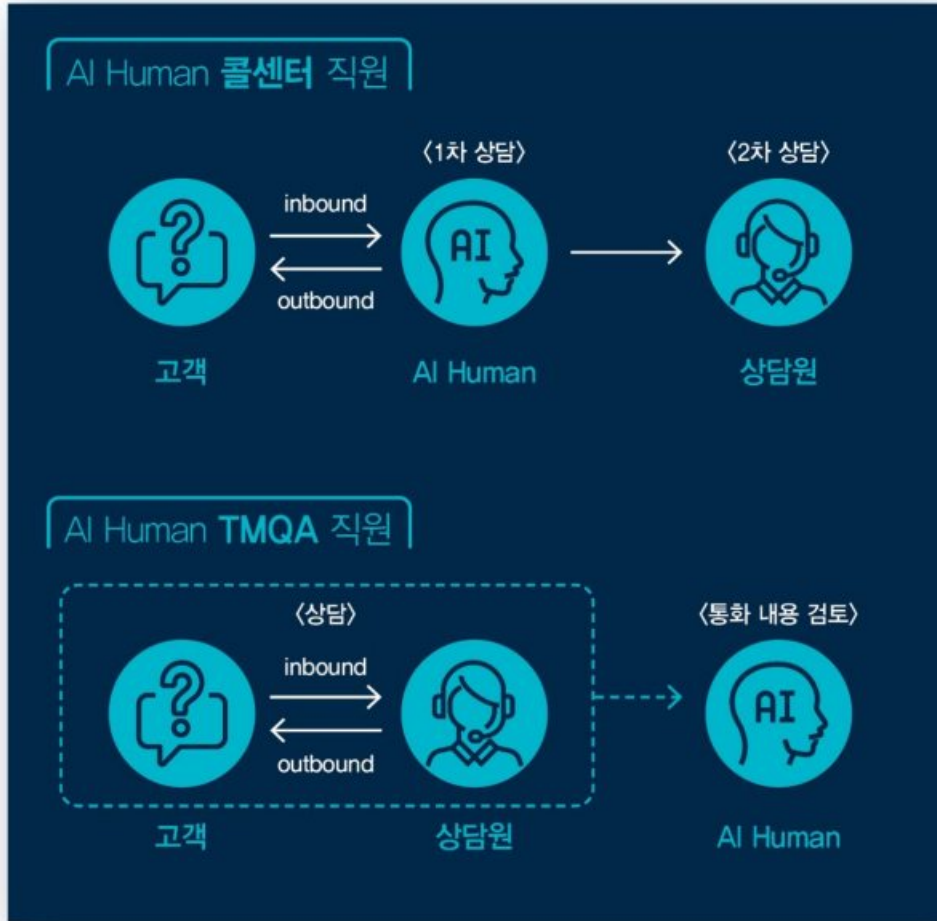 AI Human 콜센터 직원
〈1차 상담〉
〈2차 상담〉
inbound
AI
outbound
고객
AI Human
상담원
AI Human TMQA 직원
〈상담〉
〈통화 내용 검토〉
inbound
AI
outbound
고객
상담원
AI Human